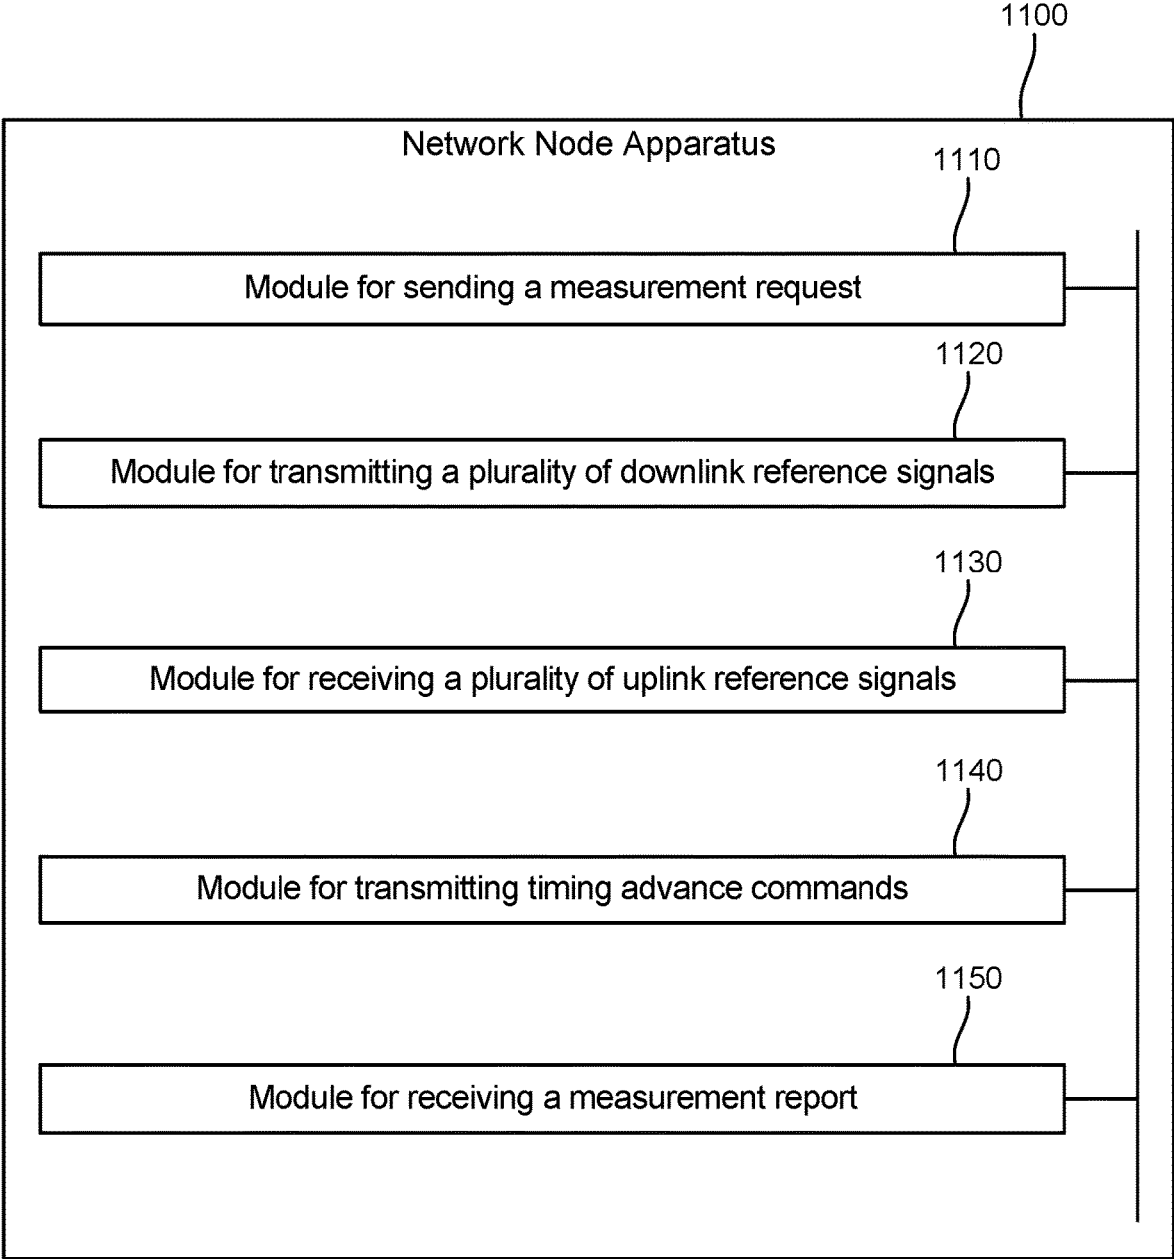 1100
Network Node Apparatus
1110
Module for sending a measurement request
1120
Module for transmitting a plurality of downlink reference signals
1130
Module for receiving a plurality of uplink reference signals
1140
Module for transmitting timing advance commands
1150
Module for receiving a measurement report